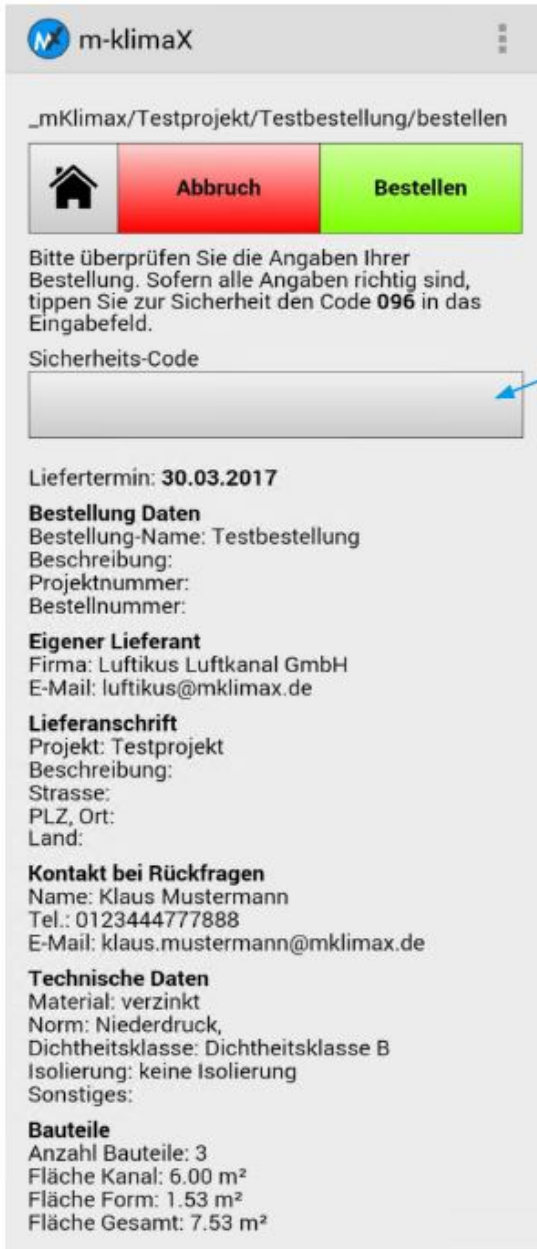 m-klimaX
_mKlimax/Testprojekt/Testbestellung/bestellen
Abbruch
Bestellen
Bitte überprüfen Sie die Angaben Ihrer
Bestellung. Sofern alle Angaben richtig sind,
tippen Sie zur Sicherheit den Code 096 in das
Eingabefeld.
Sicherheits-Code
Liefertermin: 30.03.2017
Bestellung Daten
Bestellung-Name: Testbestellung
Beschreibung:
Projektnummer:
Bestellnummer:
Eigener Lieferant
Firma: Luftikus Luftkanal GmbH
E-Mail: luftikus@mklimax.de
Lieferanschrift
Projekt: Testprojekt
Beschreibung:
Strasse:
PLZ, Ort:
Land:
Kontakt bei Rückfragen
Name: Klaus Mustermann
Tel.: 0123444777888
E-Mail: klaus.mustermann@mklimax.de
Technische Daten
Material: verzinkt
Norm: Niederdruck,
Dichtheitsklasse: Dichtheitsklasse B
Isolierung: keine Isolierung
Sonstiges:
Bauteile
Anzahl Bauteile: 3
Fläche Kanal: 6.00 m²
Fläche Form: 1.53 m²
Fläche Gesamt: 7.53 m²